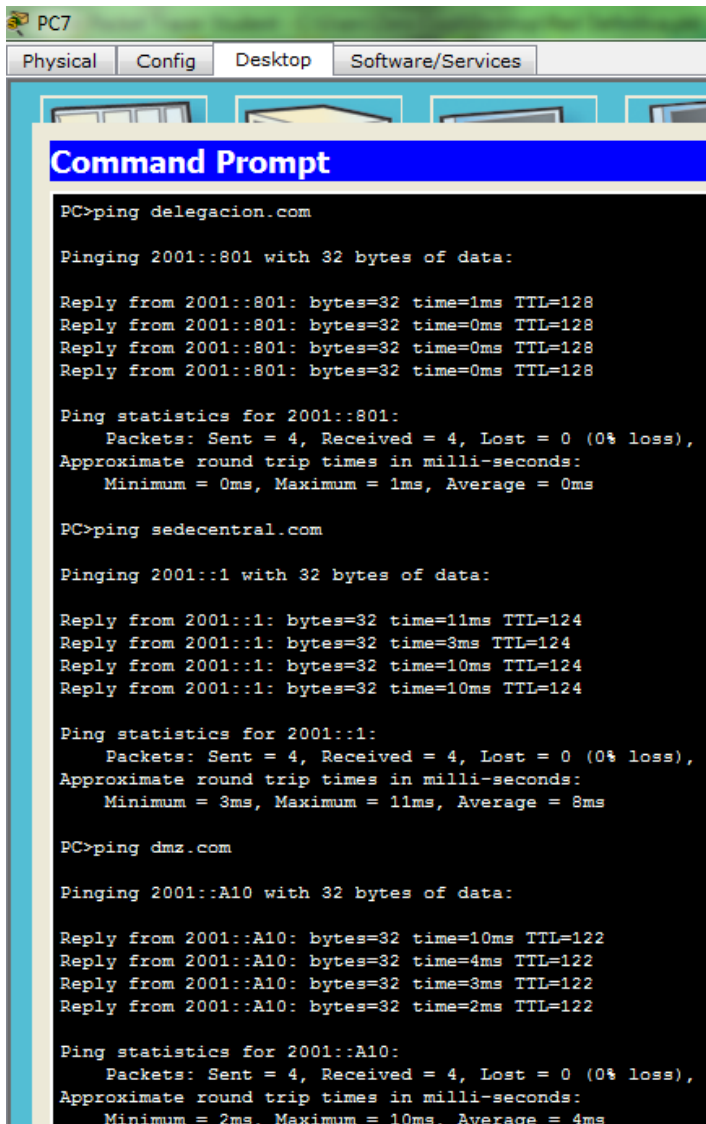 PC7
Physical Config Desktop Software/Services
Command Prompt
PC>ping delegacion.com
Pinging 2001::801 with 32 bytes of data:
Reply from 2001::801: bytes=32 time=1ms TTL=128
Reply from 2001::801: bytes=32 time=0ms TTL=128
Reply from 2001::801: bytes=32 time=0ms TTL=128
Reply from 2001::801: bytes=32 time=0ms TTL=128
Ping statistics for 2001::801:
Packets: Sent = 4, Received = 4, Lost = 0 (0% loss),
Approximate round trip times in milli-seconds:
Minimum = 0ms, Maximum = 1ms, Average = 0ms
PC>ping sedecentral.com
Pinging 2001::1 with 32 bytes of data:
Reply from 2001::1: bytes=32 time=11ms TTL=124
Reply from 2001::1: bytes=32 time=3ms TTL=124
Reply from 2001::1: bytes=32 time=10ms TTL=124
Reply from 2001::1: bytes=32 time=10ms TTL=124
Ping statistics for 2001::1:
Packets: Sent = 4, Received = 4, Lost = 0 (0% loss),
Approximate round trip times in milli-seconds:
Minimum = 3ms, Maximum = 11ms, Average = 8ms
PC>ping dmz.com
Pinging 2001::A10 with 32 bytes of data:
Reply from 2001::A10: bytes=32 time=10ms TTL=122
Reply from 2001::A10: bytes=32 time=4ms TTL=122
Reply from 2001::A10: bytes=32 time=3ms TTL=122
Reply from 2001::A10: bytes=32 time=2ms TTL=122
Ping statistics for 2001::A10:
Packets: Sent = 4, Received = 4, Lost = 0 (0% loss),
Approximate round trip times in milli-seconds:
Minimum = 2ms, Maximum = 10ms, Average = 4ms